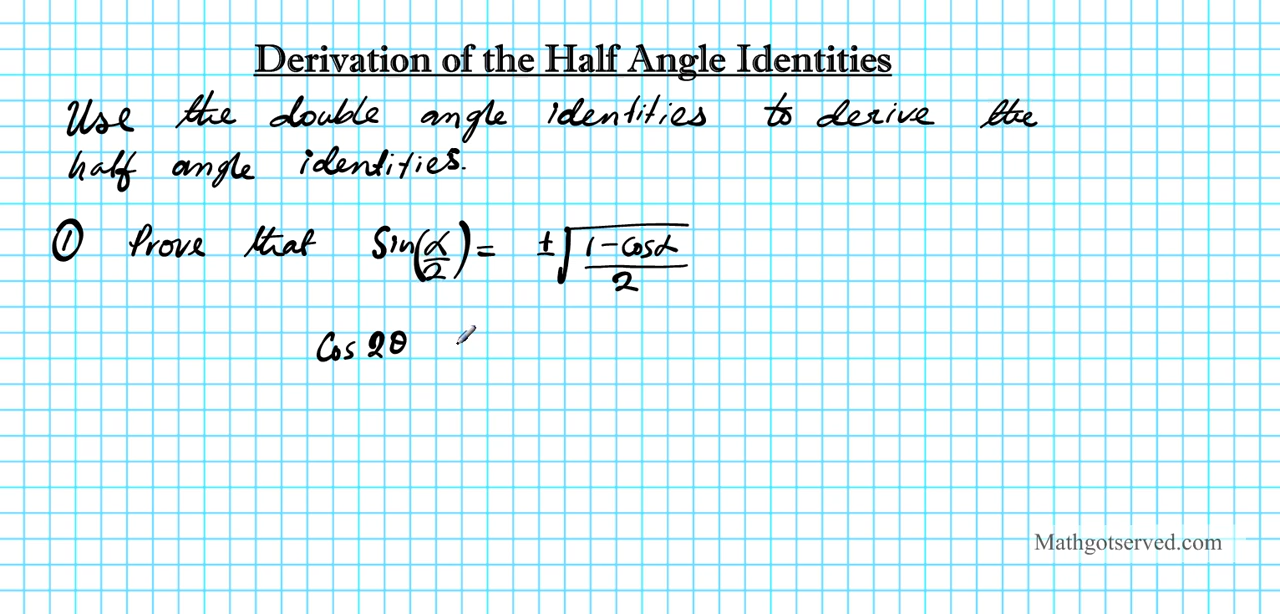 Derivation of the Half Angle Identities
Use the double angle identities to derive the
half angle identities.
① Prove that Sin(α/2) = ±√((1-cosα)/2)
Cos 2θ
Mathgotserved.com